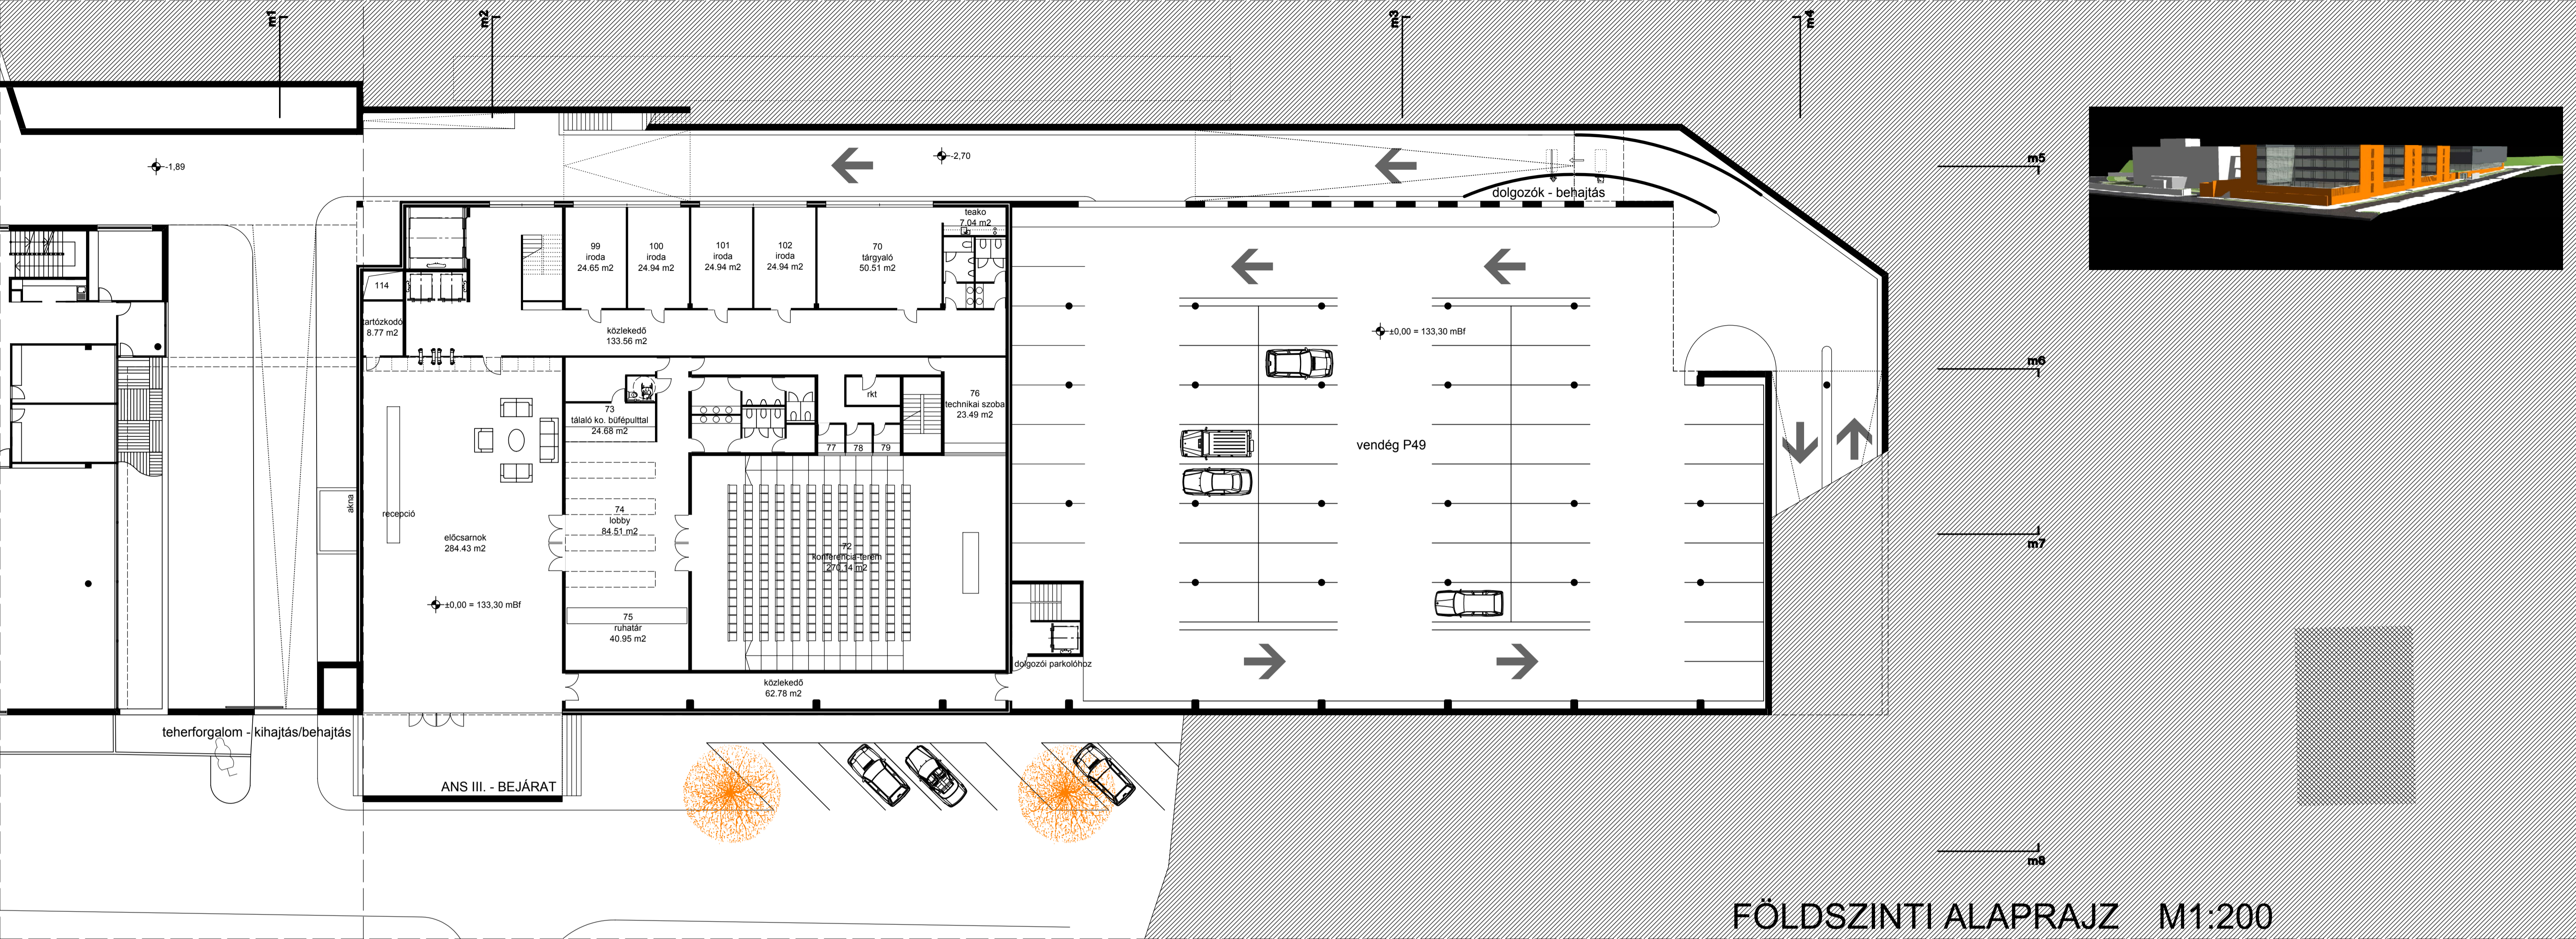 m1
m2
m3
m4
-1,89
-2,70
dolgozók - behajtás
m5
teako
7.04 m2
99
iroda
24.65 m2
100
iroda
24.94 m2
101
iroda
24.94 m2
102
iroda
24.94 m2
70
tárgyaló
50.51 m2
114
tartózkodó
8.77 m2
közlekedő
133.56 m2
±0,00 = 133,30 mBf
m6
73
tálaló ko. büfépulttal
24.68 m2
rkt
76
technikai szoba
23.49 m2
77
78
79
vendég P49
akna
recepció
előcsarnok
284.43 m2
74
lobby
84.51 m2
72
konferencia-terem
270.14 m2
m7
±0,00 = 133,30 mBf
75
ruhatár
40.95 m2
dolgozói parkolóhoz
közlekedő
62.78 m2
teherforgalom - kihajtás/behajtás
ANS III. - BEJÁRAT
m8
FÖLDSZINTI ALAPRAJZ M1:200